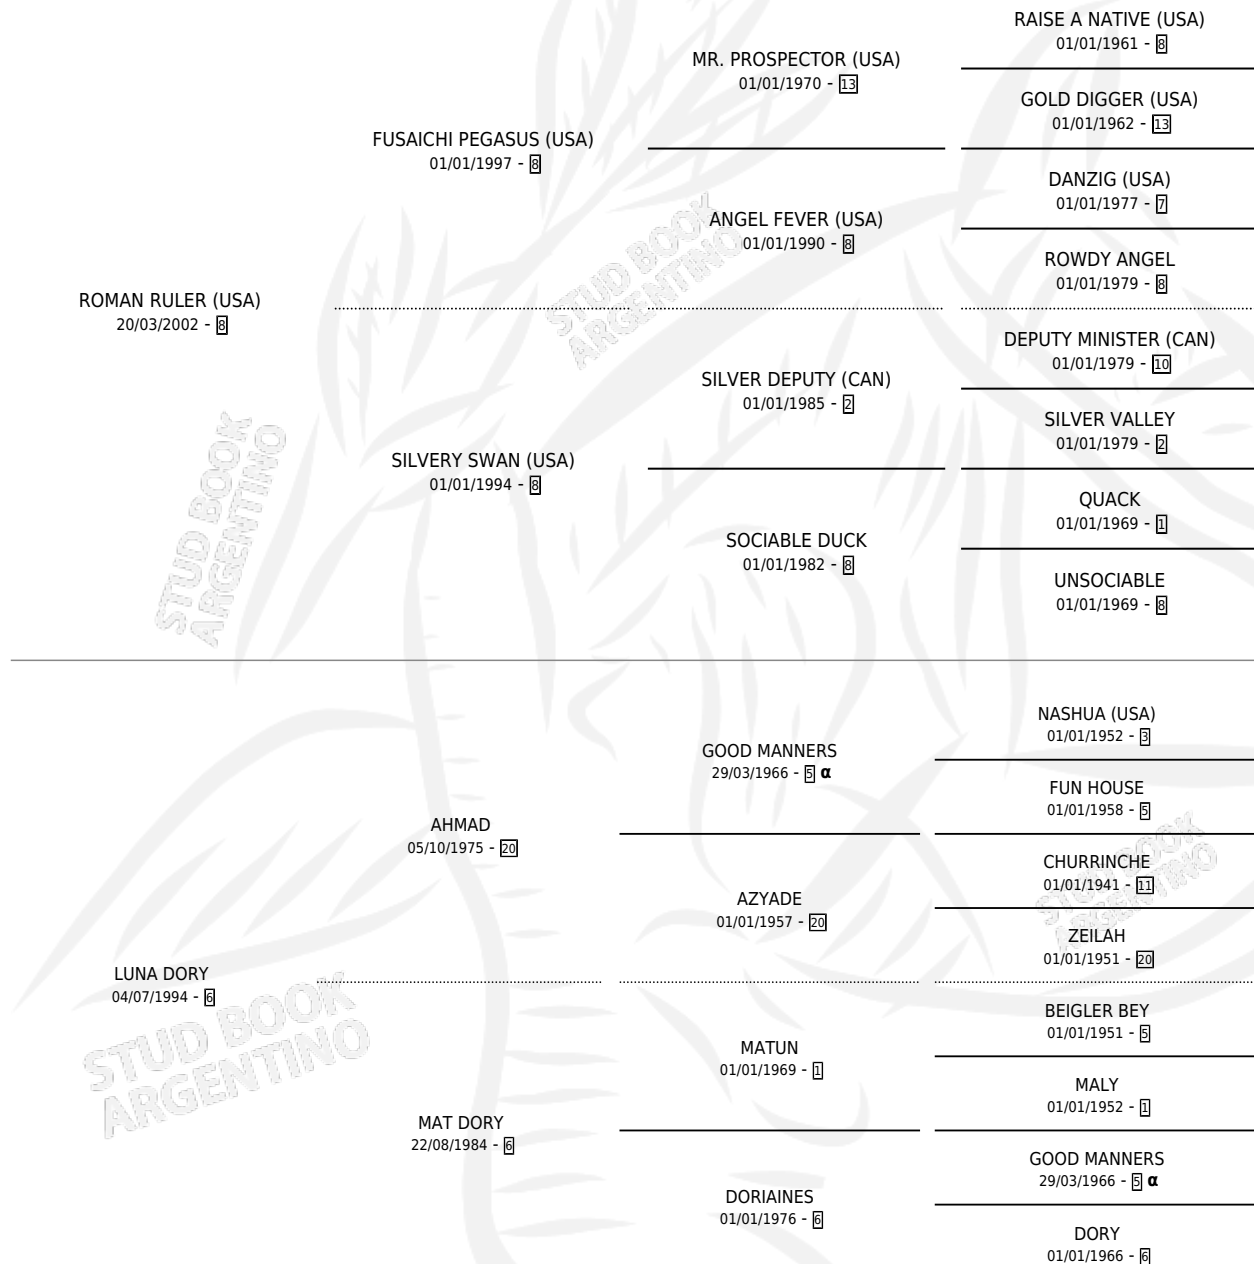 RAISE A NATIVE (USA)
01/01/1961 - 8
MR. PROSPECTOR (USA)
01/01/1970 - 13
GOLD DIGGER (USA)
01/01/1962 - 13
FUSAICHI PEGASUS (USA)
01/01/1997 - 8
DANZIG (USA)
01/01/1977 - 7
ANGEL FEVER (USA)
01/01/1990 - 8
ROWDY ANGEL
01/01/1979 - 8
STUD BOOK
ARGENTINO
ROMAN RULER (USA)
20/03/2002 - 8
DEPUTY MINISTER (CAN)
01/01/1979 - 10
SILVER DEPUTY (CAN)
01/01/1985 - 2
SILVER VALLEY
01/01/1979 - 2
SILVERY SWAN (USA)
01/01/1994 - 8
QUACK
01/01/1969 - 1
SOCIABLE DUCK
01/01/1982 - 8
UNSOCIABLE
01/01/1969 - 8
STUD BOOK
ARGENTINO
NASHUA (USA)
01/01/1952 - 3
GOOD MANNERS
29/03/1966 - 5 α
FUN HOUSE
01/01/1958 - 5
AHMAD
05/10/1975 - 20
CHURRINCHE
01/01/1941 - 11
AZYADE
01/01/1957 - 20
ZEILAH
01/01/1951 - 20
STUD BOOK
ARGENTINO
LUNA DORY
04/07/1994 - 6
STUD BOOK
ARGENTINO
BEIGLER BEY
01/01/1951 - 5
MATUN
01/01/1969 - 1
MALY
01/01/1952 - 1
MAT DORY
22/08/1984 - 6
GOOD MANNERS
29/03/1966 - 5 α
DORIAINES
01/01/1976 - 6
DORY
01/01/1966 - 6